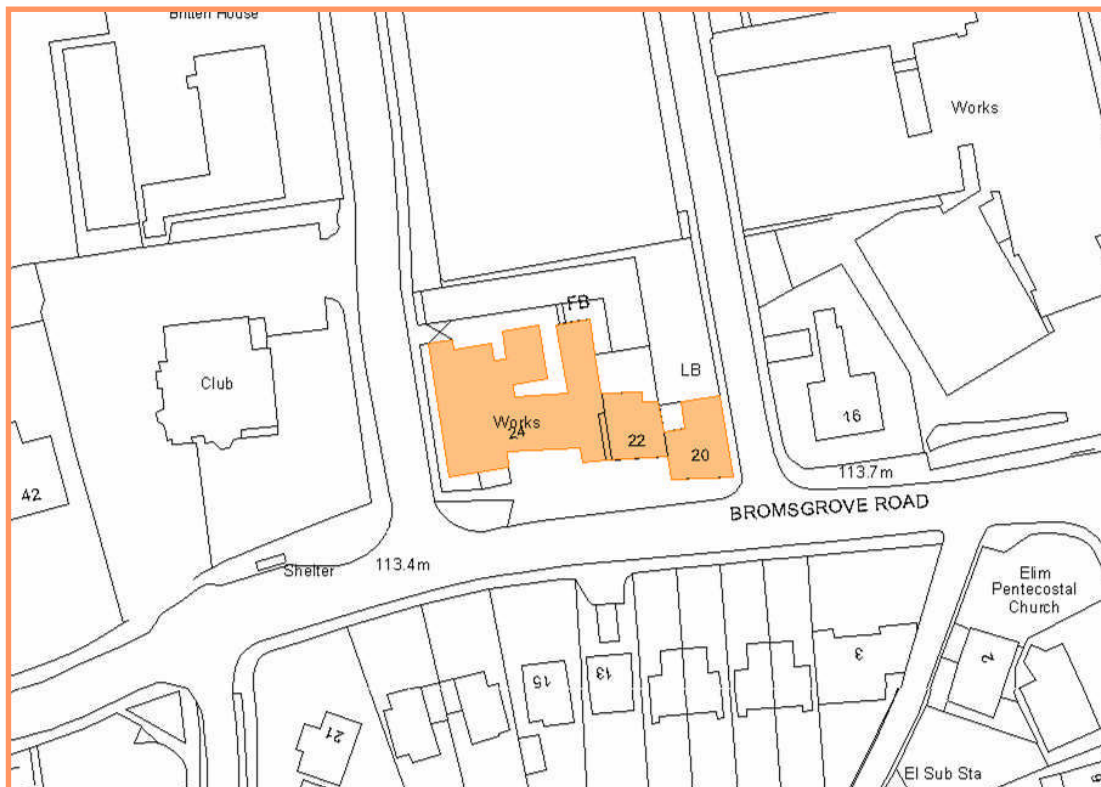 Britten House
Works
FB
Club
LB
Works
24
22
20
16
42
113.7m
BROMSGROVE ROAD
Shelter
113.4m
Elim
Pentecostal
Church
3
2
15
13
21
El Sub Sta